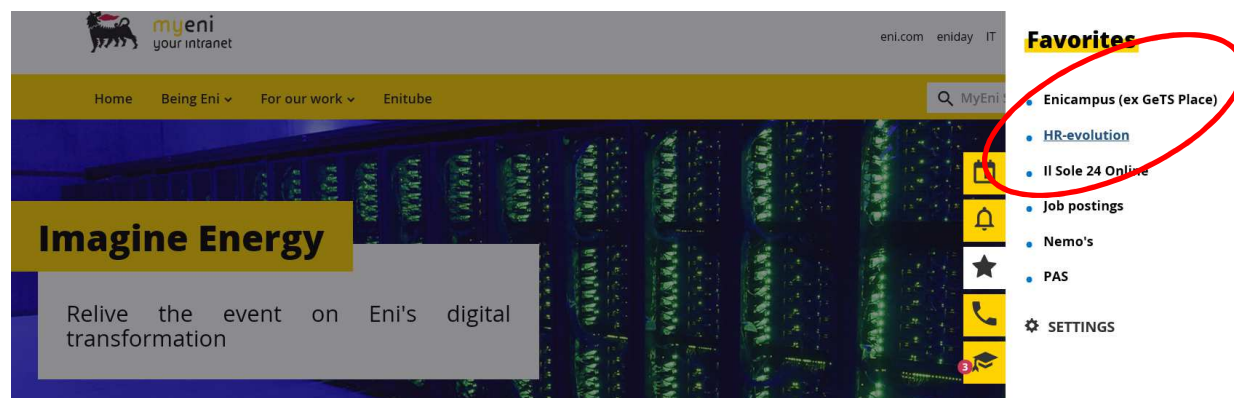 myeni
your intranet
eni.com eniday IT
Home Being Eni For our work Enitube
MyEni
Imagine Energy
Relive the event on Eni's digital
transformation
3
Favorites
Enicampus (ex GeTS Place)
HR-evolution
Il Sole 24 Online
Job postings
Nemo's
PAS
SETTINGS